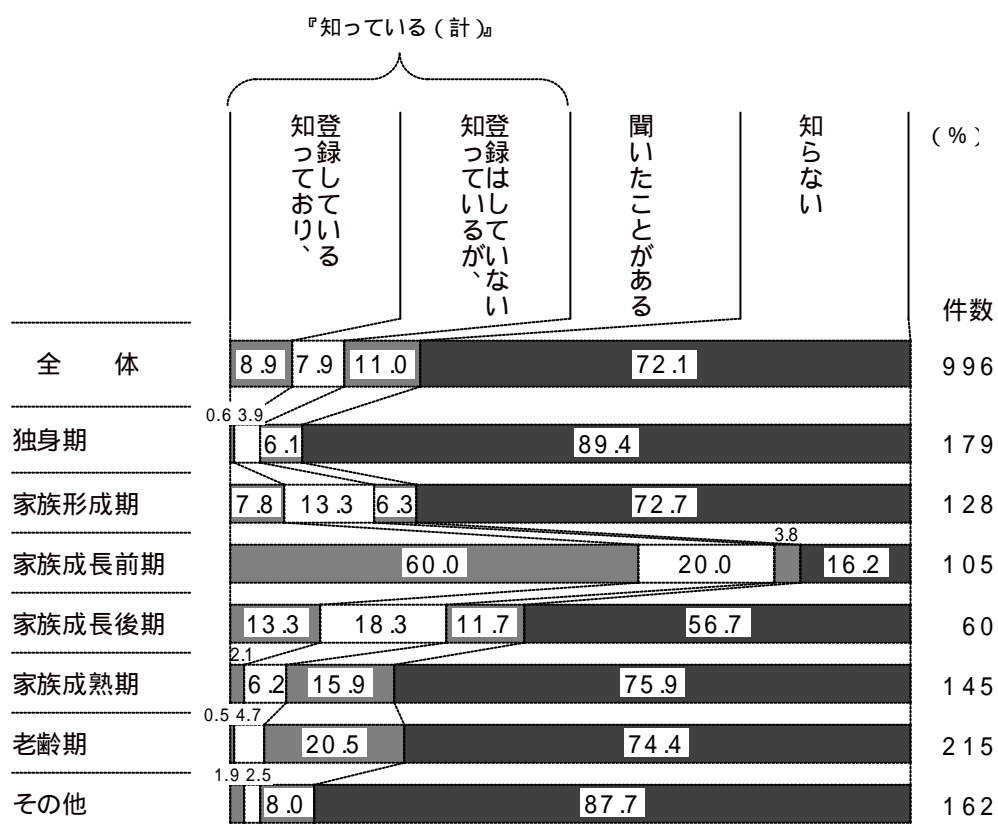 『知っている(計)』
知っており、
登録している
知っているが、
登録はしていない
聞いたことがある
知らない
(%)
件数
全 体 8.9 7.9 11.0 72.1 996
独身期 0.6 3.9 6.1 89.4 179
家族形成期 7.8 13.3 6.3 72.7 128
家族成長前期 60.0 20.0 3.8 16.2 105
家族成長後期 13.3 18.3 11.7 56.7 60
家族成熟期 2.1 6.2 15.9 75.9 145
老齢期 0.5 4.7 20.5 74.4 215
その他 1.9 2.5 8.0 87.7 162